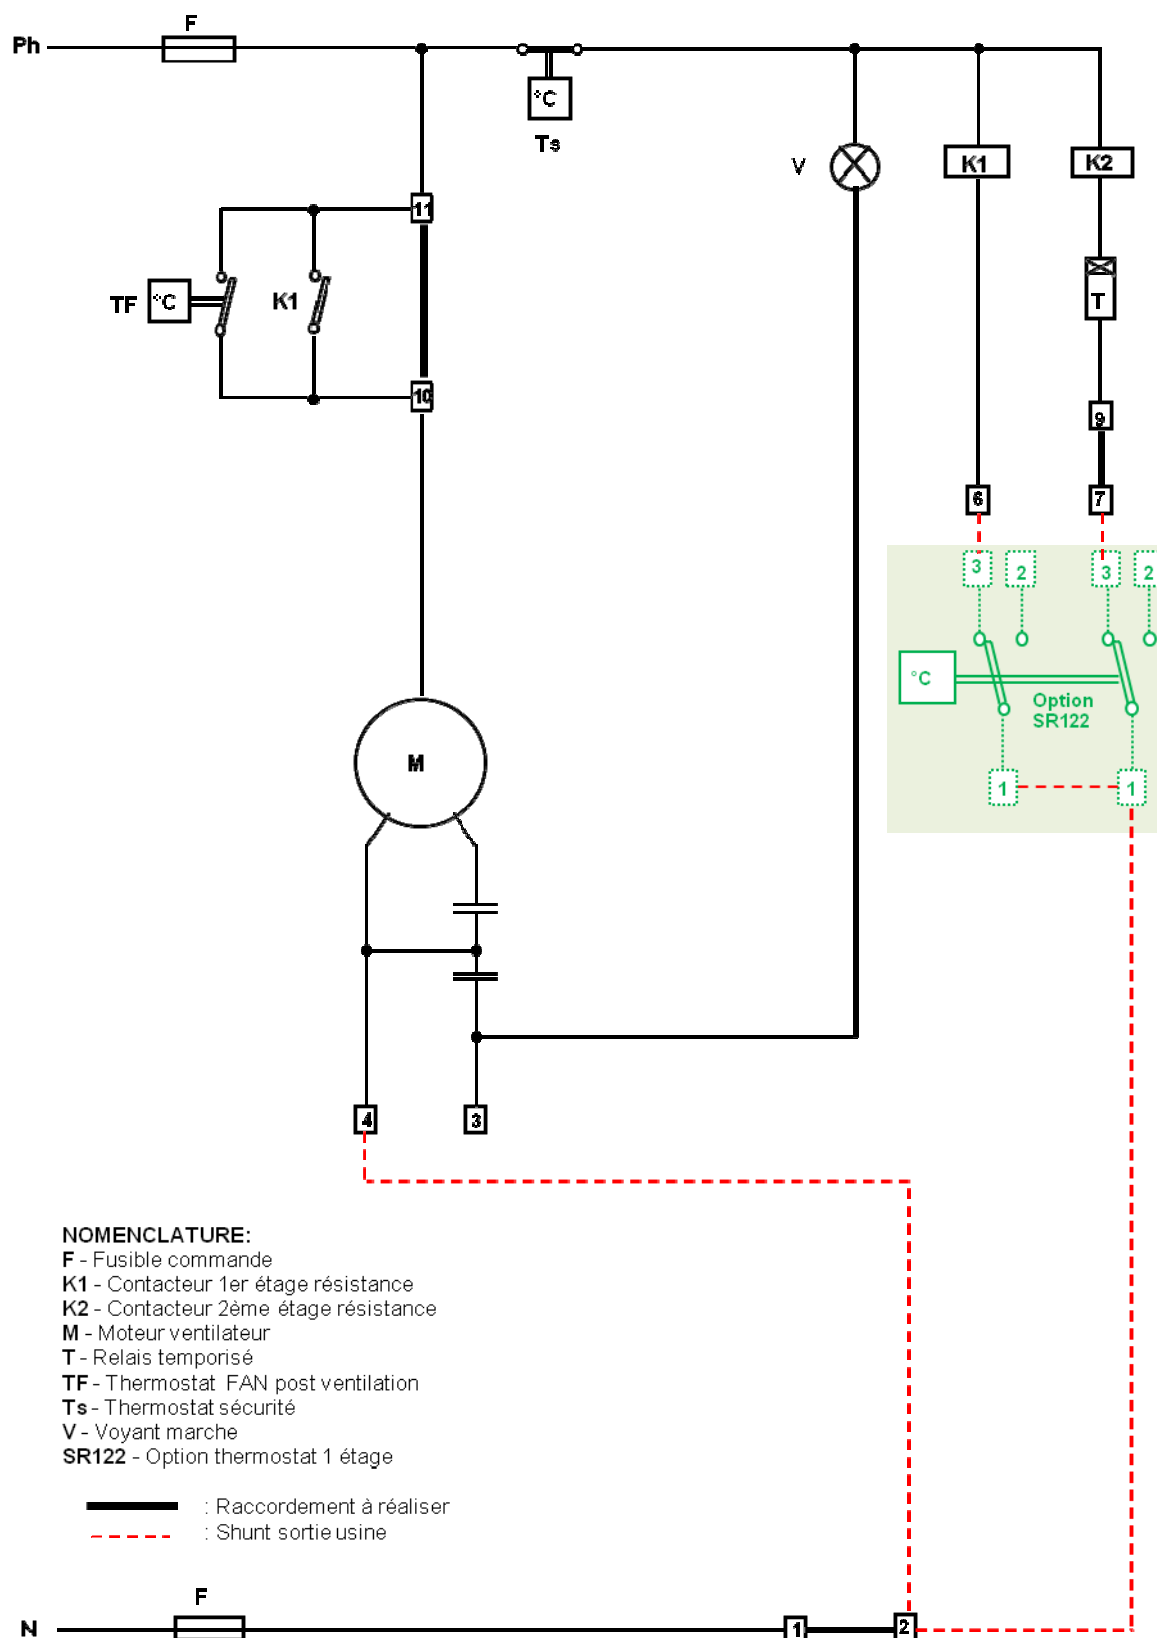 F
Ph
°C
Ts
V
K1
K2
11
TF
°C
K1
T
10
9
6
7
3
2
3
2
°C
Option
SR122
1
1
M
4
3
NOMENCLATURE:
F - Fusible commande
K1 - Contacteur 1er étage résistance
K2 - Contacteur 2ème étage résistance
M - Moteur ventilateur
T - Relais temporisé
TF - Thermostat FAN post ventilation
Ts - Thermostat sécurité
V - Voyant marche
SR122 - Option thermostat 1 étage
: Raccordement à réaliser
: Shunt sortie usine
F
N
1
2